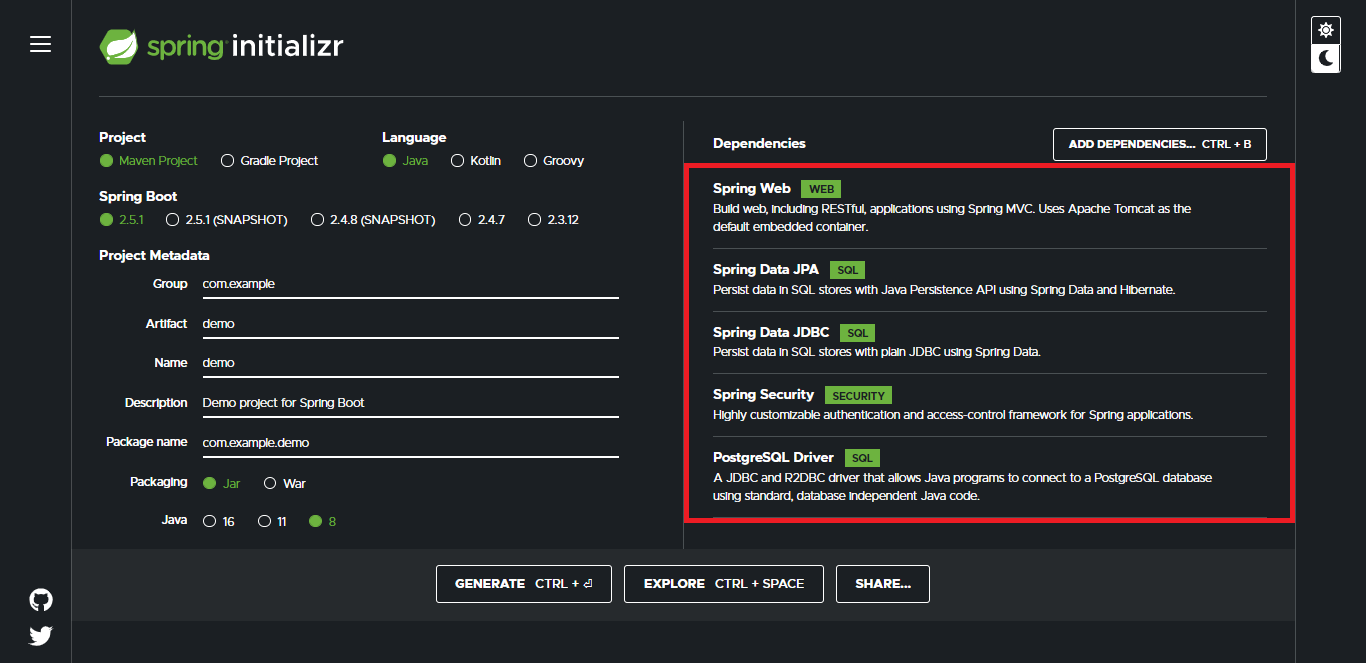 spring initializr
Project
Maven Project Gradle Project
Language
Java Kotlin Groovy
Spring Boot
2.5.1 2.5.1 (SNAPSHOT) 2.4.8 (SNAPSHOT) 2.4.7 2.3.12
Project Metadata
Group com.example
Artifact demo
Name demo
Description Demo project for Spring Boot
Package name com.example.demo
Packaging Jar War
Java 16 11 8
Dependencies
ADD DEPENDENCIES... CTRL + B
Spring Web WEB
Build web, including RESTful, applications using Spring MVC. Uses Apache Tomcat as the
default embedded container.
Spring Data JPA SQL
Persist data in SQL stores with Java Persistence API using Spring Data and Hibernate.
Spring Data JDBC SQL
Persist data in SQL stores with plain JDBC using Spring Data.
Spring Security SECURITY
Highly customizable authentication and access-control framework for Spring applications.
PostgreSQL Driver SQL
A JDBC and R2DBC driver that allows Java programs to connect to a PostgreSQL database
using standard, database independent Java code.
GENERATE CTRL + ⏎
EXPLORE CTRL + SPACE
SHARE...